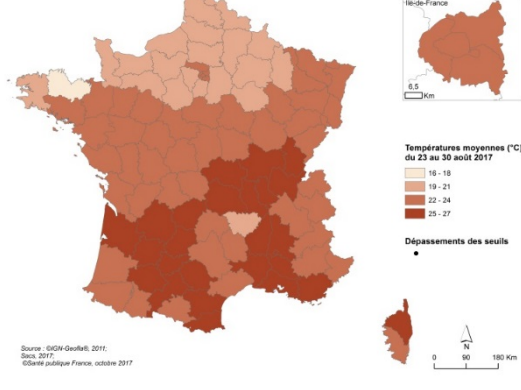 Ile-de-France
6,5
Km
Températures moyennes (°C)
du 23 au 30 août 2017
16 - 18
19 - 21
22 - 24
25 - 27
Dépassements des seuils
Source : ©IGN-Geofla®, 2011;
Sacs, 2017;
©Santé publique France, octobre 2017
N
0 90 180 Km